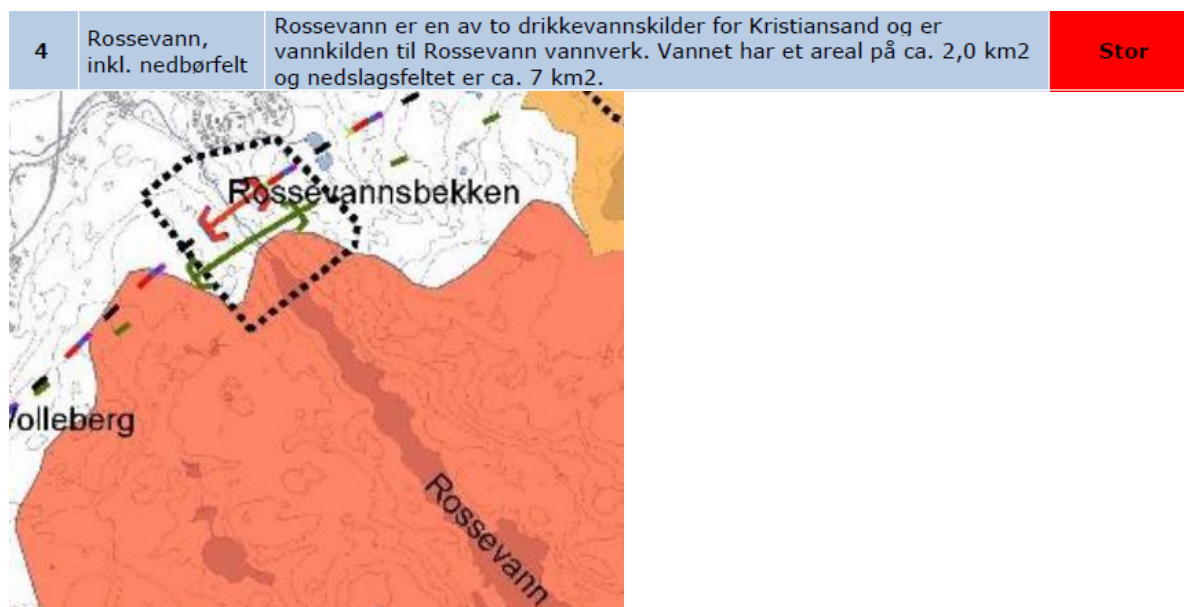 4
Rossevann,
inkl. nedbørfelt
Rossevann er en av to drikkevannskilder for Kristiansand og er
vannkilden til Rossevann vannverk. Vannet har et areal på ca. 2,0 km2
og nedslagsfeltet er ca. 7 km2.
Stor
Rossevannsbekken
Volleberg
Rossevann